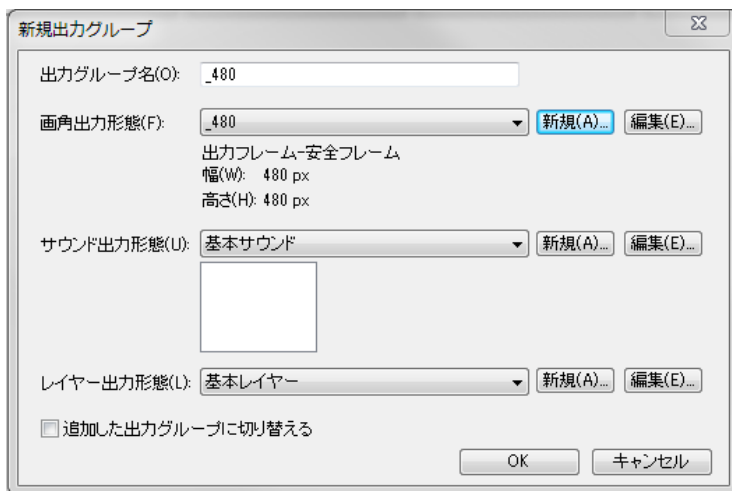 新規出力グループ
出力グループ名(O): _480
画角出力形態(F): _480 新規(A)... 編集(E)...
出力フレーム-安全フレーム
幅(W): 480 px
高さ(H): 480 px
サウンド出力形態(U): 基本サウンド 新規(A)... 編集(E)...
レイヤー出力形態(L): 基本レイヤー 新規(A)... 編集(E)...
追加した出力グループに切り替える
OK キャンセル